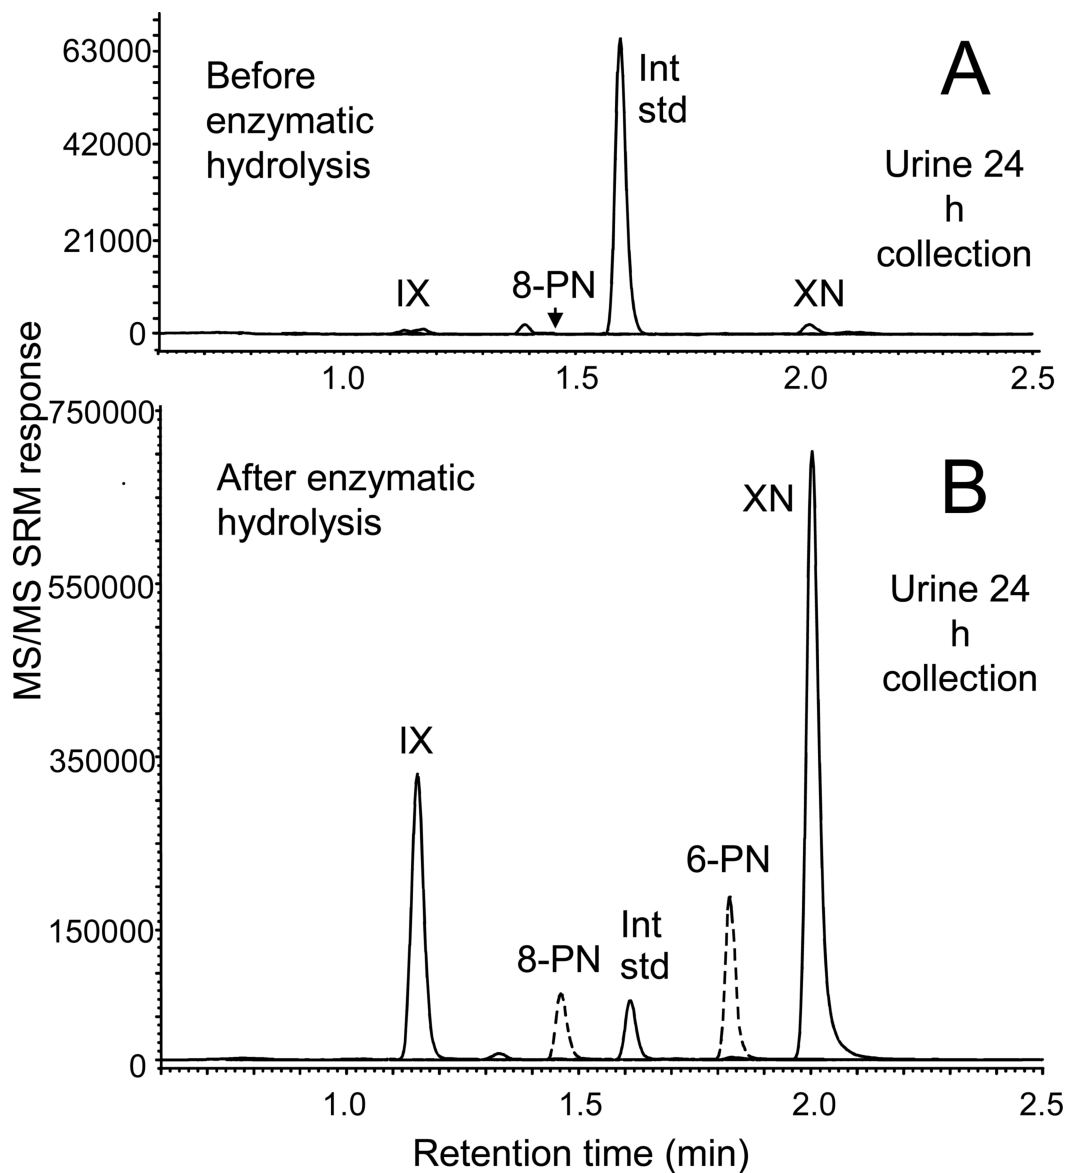 63000
42000
21000
0
Before
enzymatic
hydrolysis
Int
std
A
Urine 24
h
collection
IX
8-PN
XN
1.0
1.5
2.0
2.5
MS/MS SRM response
750000
550000
350000
150000
0
After enzymatic
hydrolysis
XN
B
Urine 24
h
collection
IX
6-PN
8-PN
Int
std
1.0
1.5
2.0
2.5
Retention time (min)